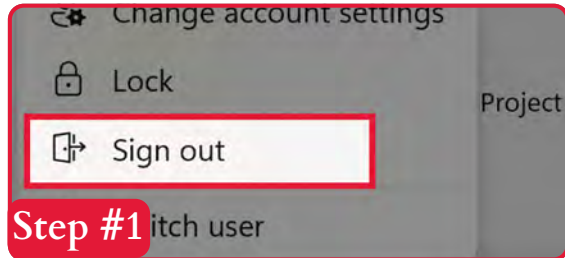 Change account settings
Lock
Project
Sign out
Step #1
itch user